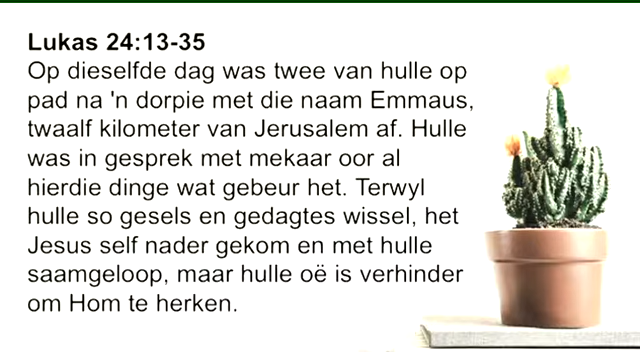 Lukas 24:13-35
Op dieselfde dag was twee van hulle op
pad na 'n dorpie met die naam Emmaus,
twaalf kilometer van Jerusalem af. Hulle
was in gesprek met mekaar oor al
hierdie dinge wat gebeur het. Terwyl
hulle so gesels en gedagtes wissel, het
Jesus self nader gekom en met hulle
saamgeloop, maar hulle oë is verhinder
om Hom te herken.